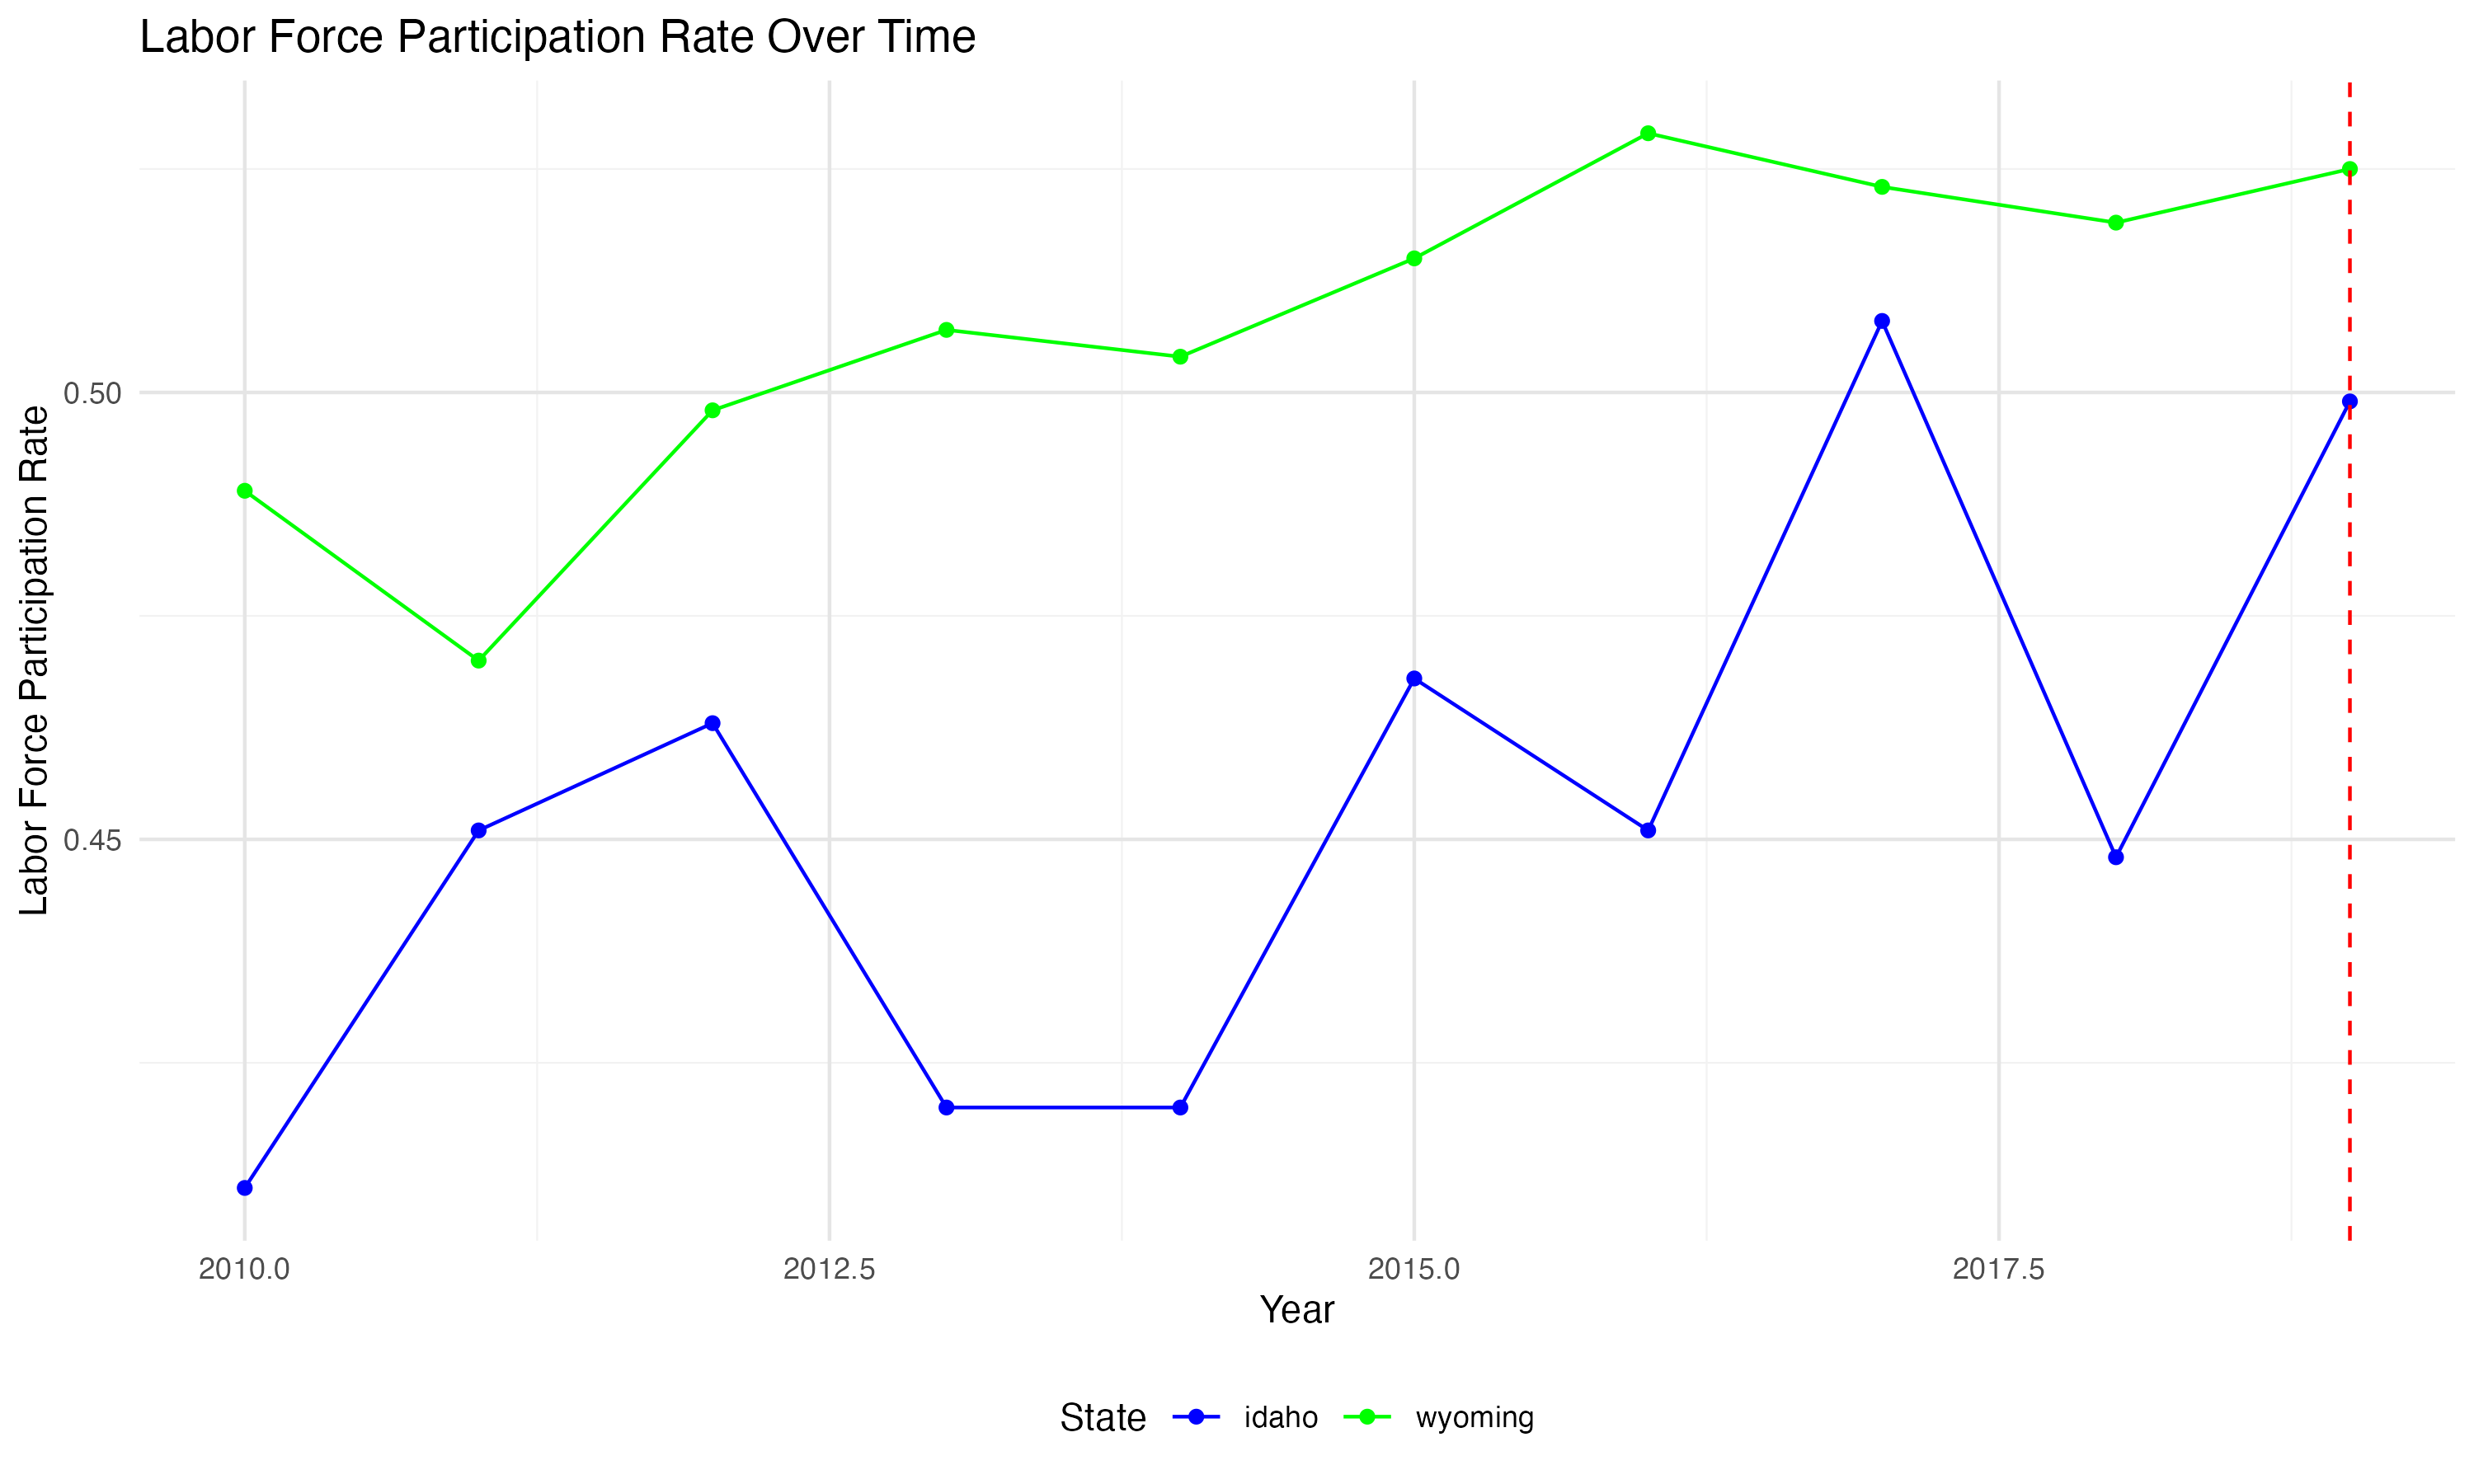 Labor Force Participation Rate Over Time
Labor Force Participation Rate
0.50
0.45
2010.0 2012.5 2015.0 2017.5
Year
State idaho wyoming